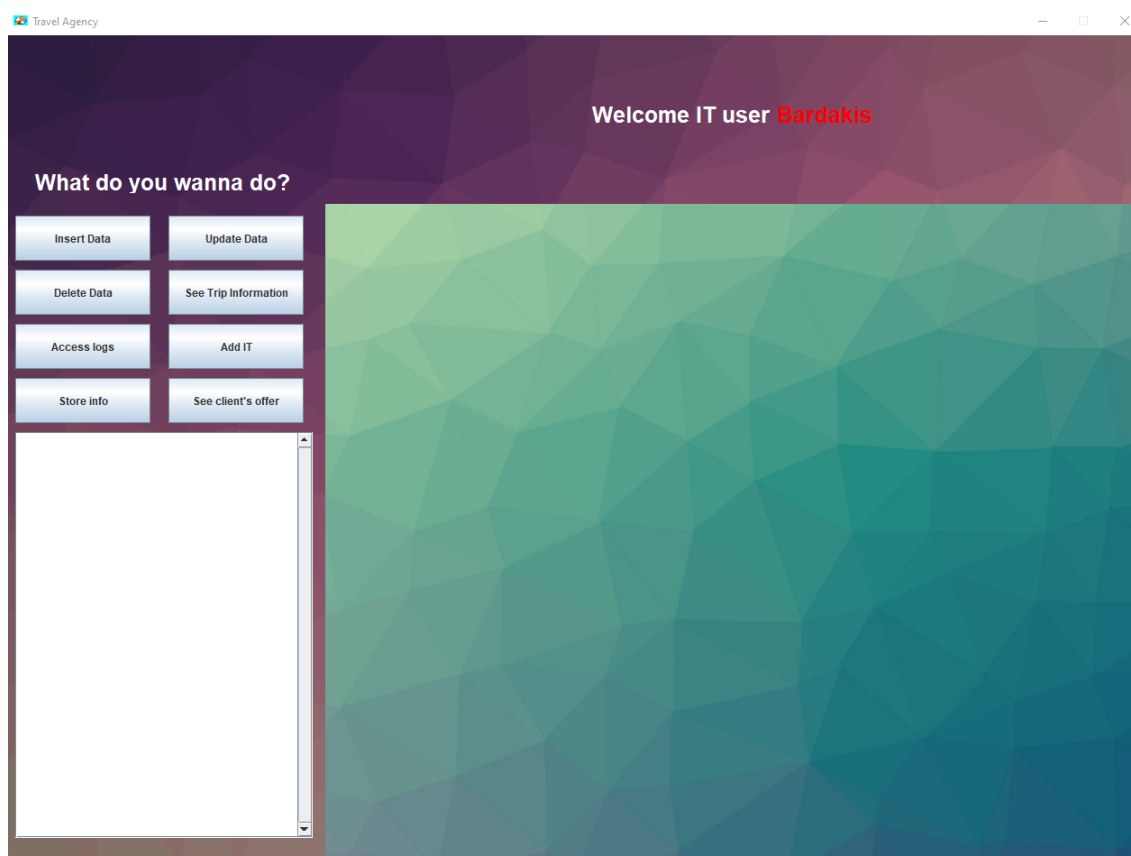 Travel Agency
Welcome IT user Bardakis
What do you wanna do?
Insert Data
Update Data
Delete Data
See Trip Information
Access logs
Add IT
Store info
See client's offer